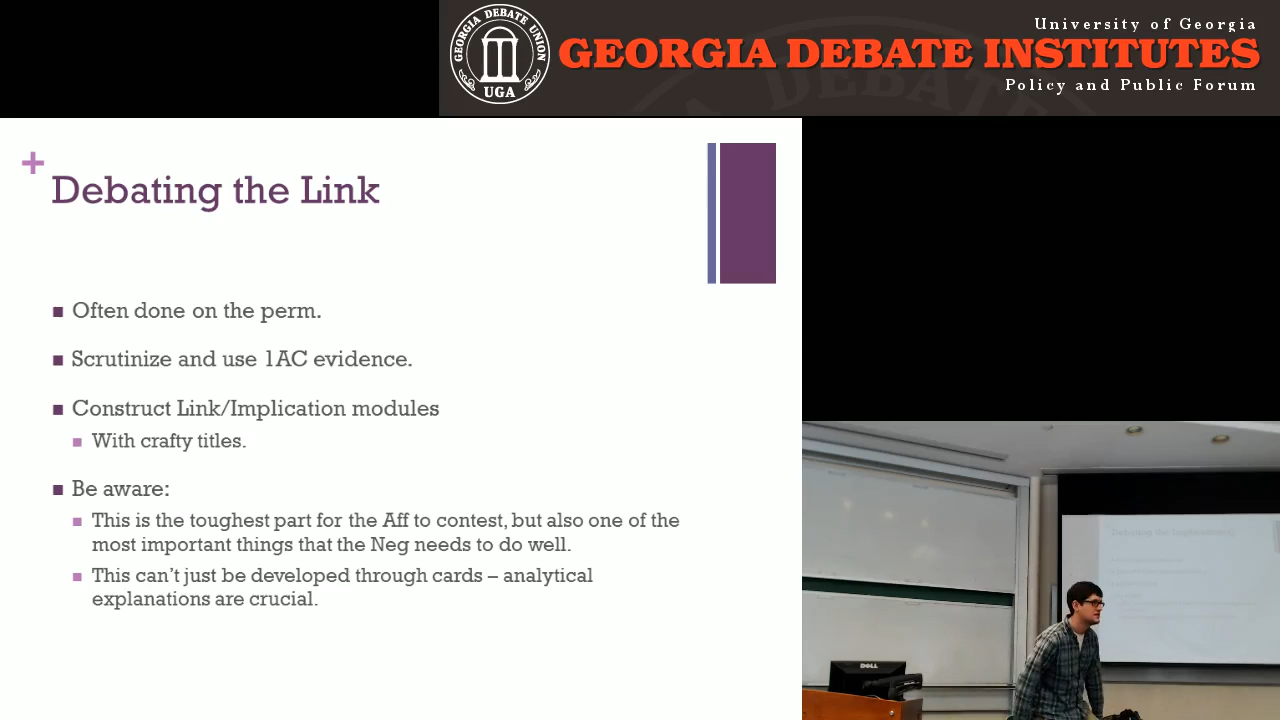 GEORGIA DEBATE UNION
UGA
University of Georgia
GEORGIA DEBATE INSTITUTES
Policy and Public Forum
+
Debating the Link
Often done on the perm.
Scrutinize and use 1AC evidence.
Construct Link/Implication modules
With crafty titles.
Be aware:
This is the toughest part for the Aff to contest, but also one of the
most important things that the Neg needs to do well.
This can't just be developed through cards – analytical
explanations are crucial.
DELL